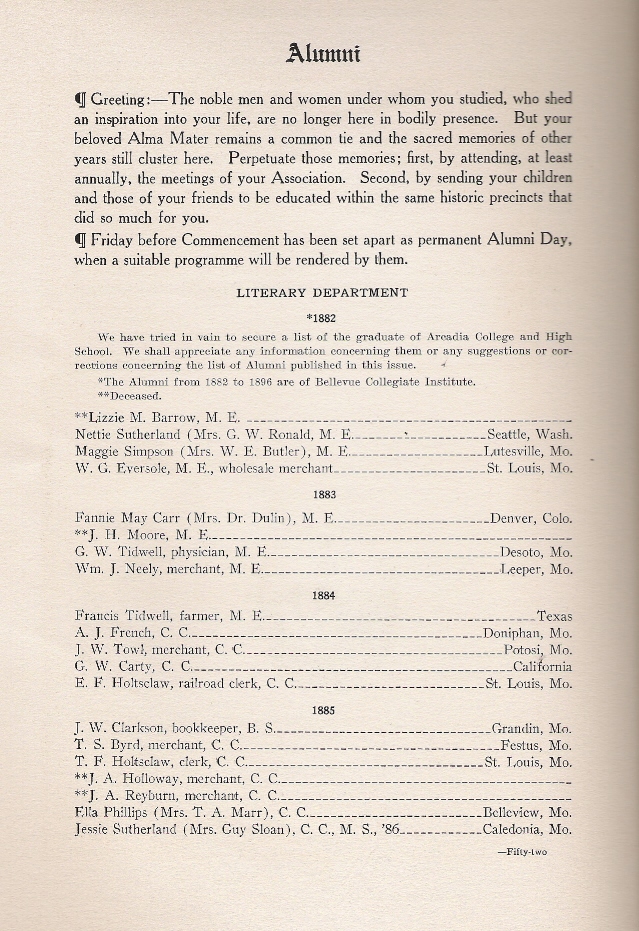 Alumni
¶ Greeting:—The noble men and women under whom you studied, who shed
an inspiration into your life, are no longer here in bodily presence. But your
beloved Alma Mater remains a common tie and the sacred memories of other
years still cluster here. Perpetuate those memories; first, by attending, at least
annually, the meetings of your Association. Second, by sending your children
and those of your friends to be educated within the same historic precincts that
did so much for you.
¶ Friday before Commencement has been set apart as permanent Alumni Day,
when a suitable programme will be rendered by them.
LITERARY DEPARTMENT
*1882
We have tried in vain to secure a list of the graduate of Arcadia College and High
School. We shall appreciate any information concerning them or any suggestions or cor-
rections concerning the list of Alumni published in this issue.
*The Alumni from 1882 to 1896 are of Bellevue Collegiate Institute.
**Deceased.
**Lizzie M. Barrow, M. E. ________
Nettie Sutherland (Mrs. G. W. Ronald, M. E.________Seattle, Wash.
Maggie Simpson (Mrs. W. E. Butler), M. E.________Lutesville, Mo.
W. G. Eversole, M. E., wholesale merchant________St. Louis, Mo.
1883
Fannie May Carr (Mrs. Dr. Dulin), M. E.________Denver, Colo.
**J. H. Moore, M. E.________
G. W. Tidwell, physician, M. E.________Desoto, Mo.
Wm. J. Neely, merchant, M. E.________Leeper, Mo.
1884
Francis Tidwell, farmer, M. E.________Texas
A. J. French, C. C.________Doniphan, Mo.
J. W. Towl, merchant, C. C.________Potosi, Mo.
G. W. Carty, C. C.________California
E. F. Holtsclaw, railroad clerk, C. C.________St. Louis, Mo.
1885
J. W. Clarkson, bookkeeper, B. S.________Grandin, Mo.
T. S. Byrd, merchant, C. C.________Festus, Mo.
T. F. Holtsclaw, clerk, C. C.________St. Louis, Mo.
**J. A. Holloway, merchant, C. C.________
**J. A. Reyburn, merchant, C. C.________
Ella Phillips (Mrs. T. A. Marr), C. C.________Belleview, Mo.
Jessie Sutherland (Mrs. Guy Sloan), C. C., M. S., '86________Caledonia, Mo.
—Fifty-two